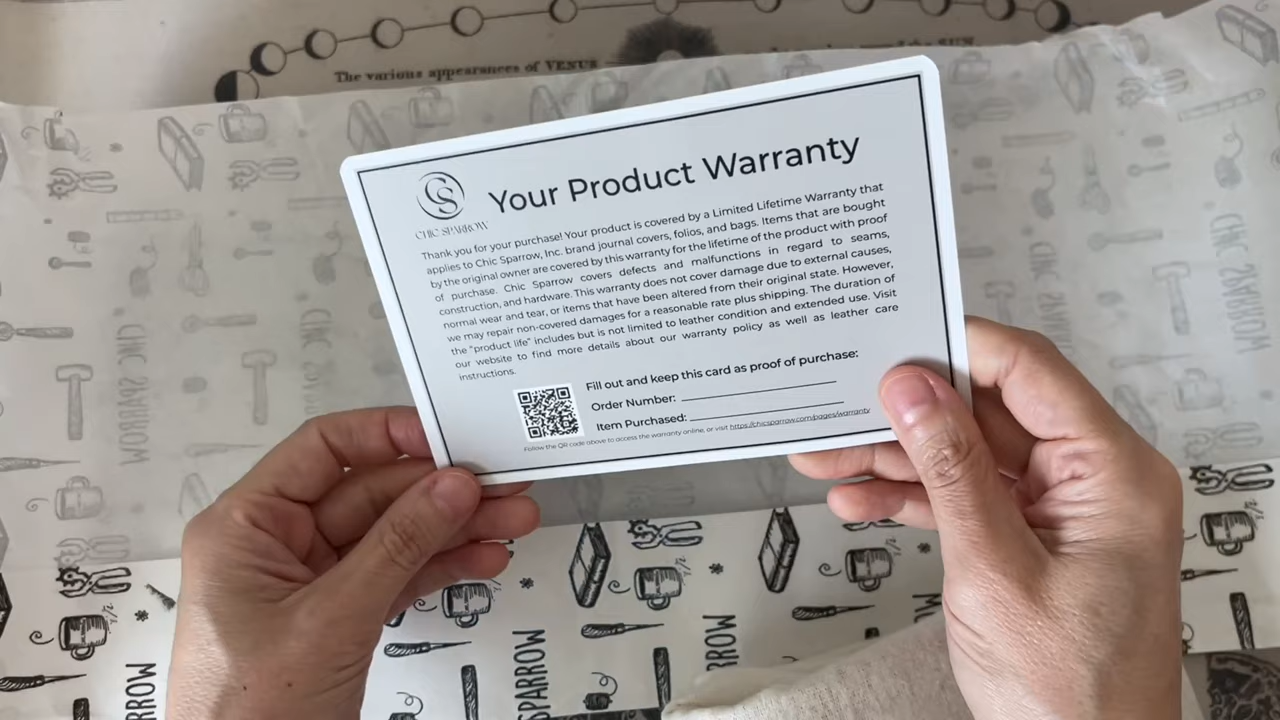 The various appearances of VENUS
the SUN
CS
CHIC SPARROW
Your Product Warranty
Thank you for your purchase! Your product is covered by a Limited Lifetime Warranty that
applies to Chic Sparrow, Inc. brand journal covers, folios, and bags. Items that are bought
by the original owner are covered by this warranty for the lifetime of the product with proof
of purchase. Chic Sparrow covers defects and malfunctions in regard to seams,
construction, and hardware. This warranty does not cover damage due to external causes,
normal wear and tear, or items that have been altered from their original state. However,
we may repair non-covered damages for a reasonable rate plus shipping. The duration of
the "product life" includes but is not limited to leather condition and extended use. Visit
our website to find more details about our warranty policy as well as leather care
instructions.
Fill out and keep this card as proof of purchase:
Order Number:
Item Purchased:
Follow the QR code above to access the warranty online, or visit https://chicsparrow.com/pages/warranty
CHIC SPARROW
CHIC SPARROW
CHIC SPARROW
RROW
SPARROW
RROW